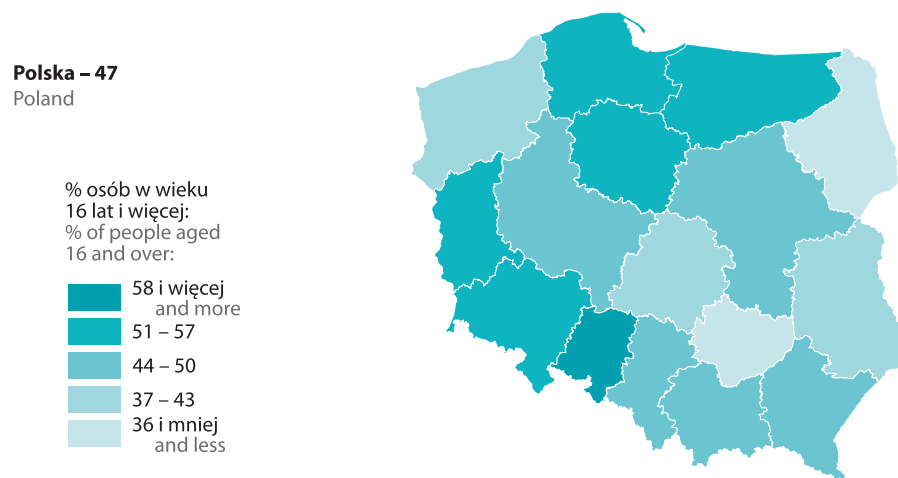 Polska – 47
Poland
% osób w wieku
16 lat i więcej:
% of people aged
16 and over:
58 i więcej
and more
51 – 57
44 – 50
37 – 43
36 i mniej
and less